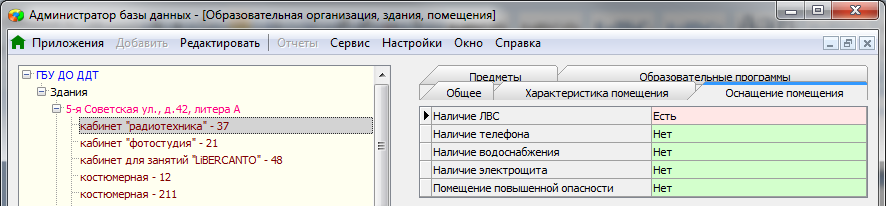 Администратор базы данных - [Образовательная организация, здания, помещения]
Приложения Добавить Редактировать Отчеты Сервис Настройки Окно Справка
ГБУ ДО ДДТ
Здания
5-я Советская ул., д.42, литера А
кабинет "радиотехника" - 37
кабинет "фотостудия" - 21
кабинет для занятий "LiBERCANTO" - 48
костюмерная - 12
костюмерная - 211
Предметы Образовательные программы
Общее Характеристика помещения Оснащение помещения
Наличие ЛВС Есть
Наличие телефона Нет
Наличие водоснабжения Нет
Наличие электрощита Нет
Помещение повышенной опасности Нет